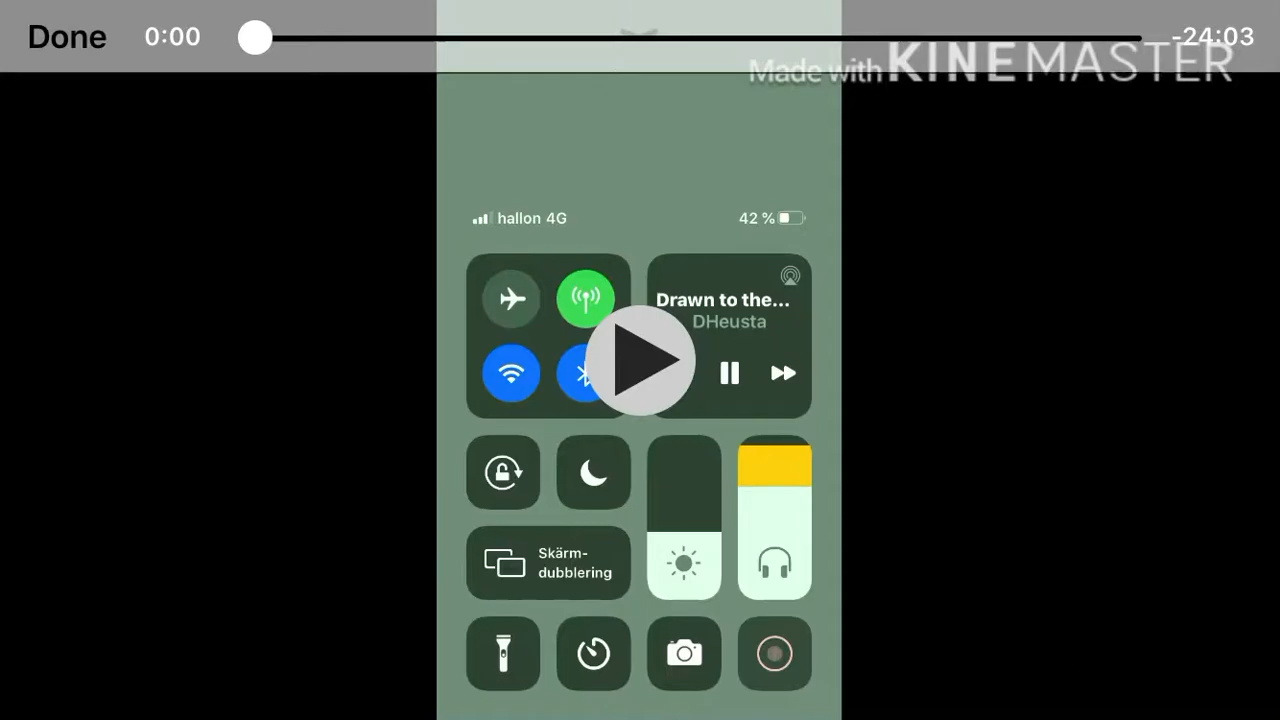 Done 0:00 -24:03
Made with KINEMASTER
hallon 4G 42 %
Drawn to the...
DHeusta
Skärm-
dubblering